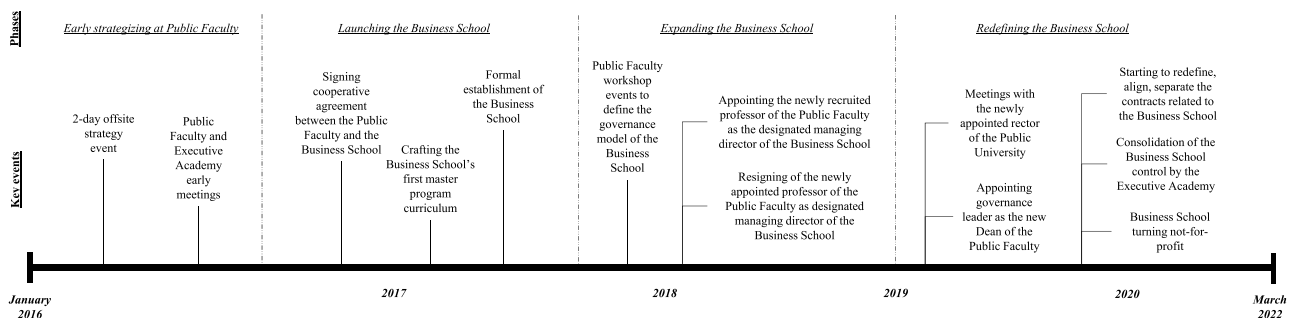 Phases
Early strategizing at Public Faculty
Launching the Business School
Expanding the Business School
Redefining the Business School
Key events
2-day offsite
strategy
event
Public
Faculty and
Executive
Academy
early
meetings
Signing
cooperative
agreement
between the Public
Faculty and the
Business School
Crafting the
Business School’s
first master
program
curriculum
Formal
establishment of
the Business
School
Public Faculty
workshop
events to
define the
governance
model of the
Business
School
Appointing the newly recruited
professor of the Public Faculty
as the designated managing
director of the Business School
Resigning of the newly
appointed professor of the
Public Faculty as designated
managing director of the
Business School
Meetings with
the newly
appointed rector
of the Public
University
Appointing
governance
leader as the new
Dean of the
Public Faculty
Starting to redefine,
align, separate the
contracts related to
the Business School
Consolidation of the
Business School
control by the
Executive Academy
Business School
turning not-for-
profit
January
2016
2017
2018
2019
2020
March
2022